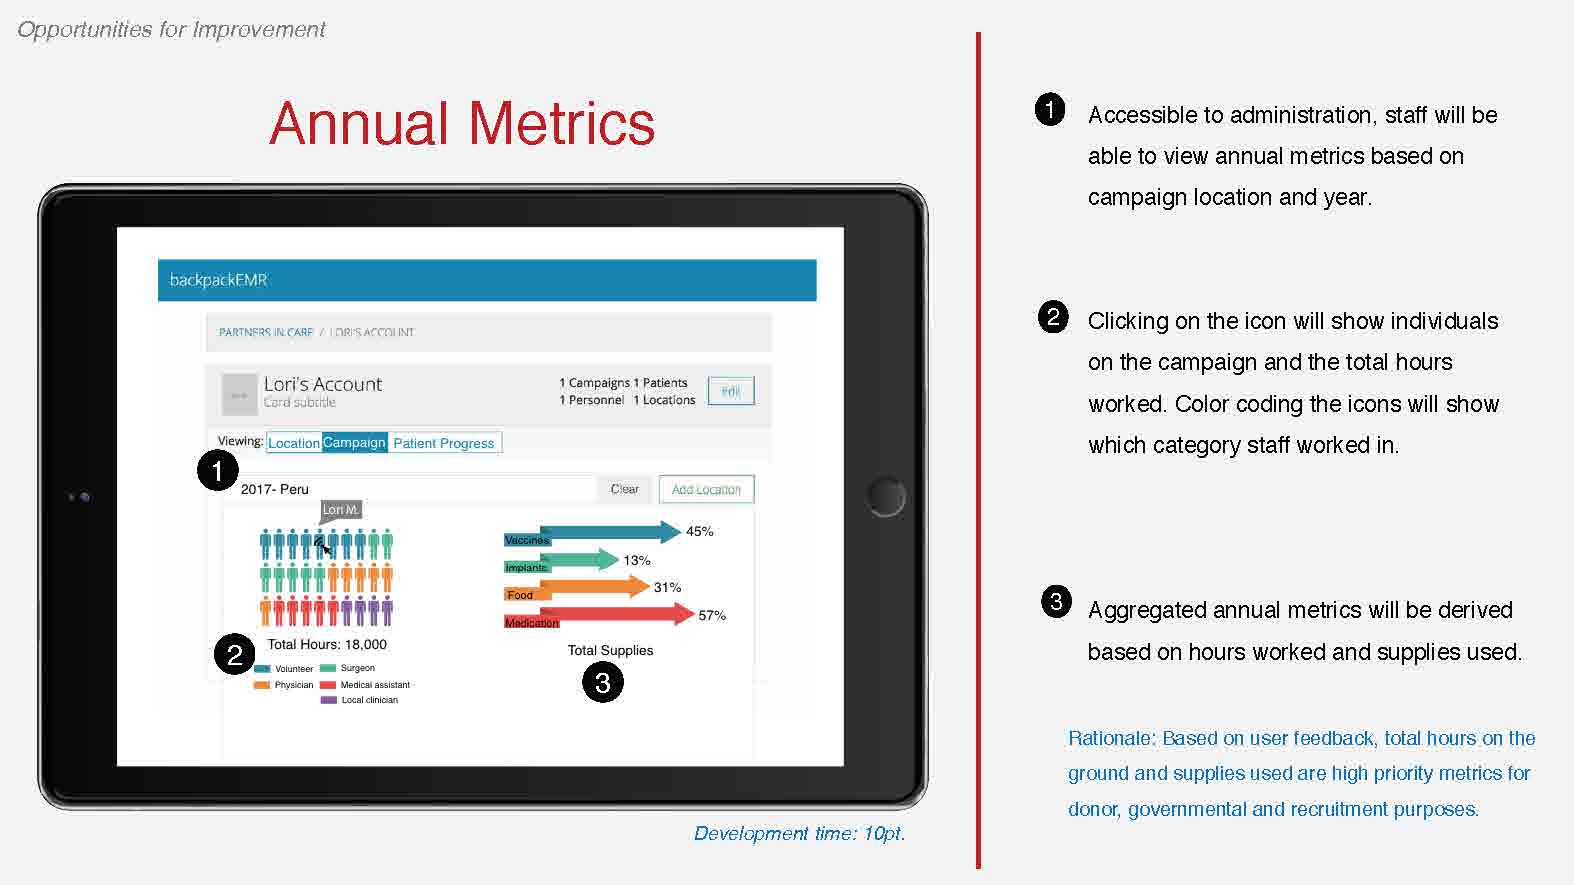 Opportunities for Improvement
Annual Metrics
backpackEMR
PARTNERS IN CARE / LORI'S ACCOUNT
Lori's Account
Card subtitle
1 Campaigns 1 Patients
1 Personnel 1 Locations
Edit
Viewing: Location Campaign Patient Progress
1
2017- Peru
Clear
Add Location
Lori M.
Vaccines 45%
Implants 13%
Food 31%
Medication 57%
2
Total Hours: 18,000
Volunteer Surgeon
Physician Medical assistant
Local clinician
Total Supplies
3
Development time: 10pt.
1 Accessible to administration, staff will be
able to view annual metrics based on
campaign location and year.
2 Clicking on the icon will show individuals
on the campaign and the total hours
worked. Color coding the icons will show
which category staff worked in.
3 Aggregated annual metrics will be derived
based on hours worked and supplies used.
Rationale: Based on user feedback, total hours on the
ground and supplies used are high priority metrics for
donor, governmental and recruitment purposes.